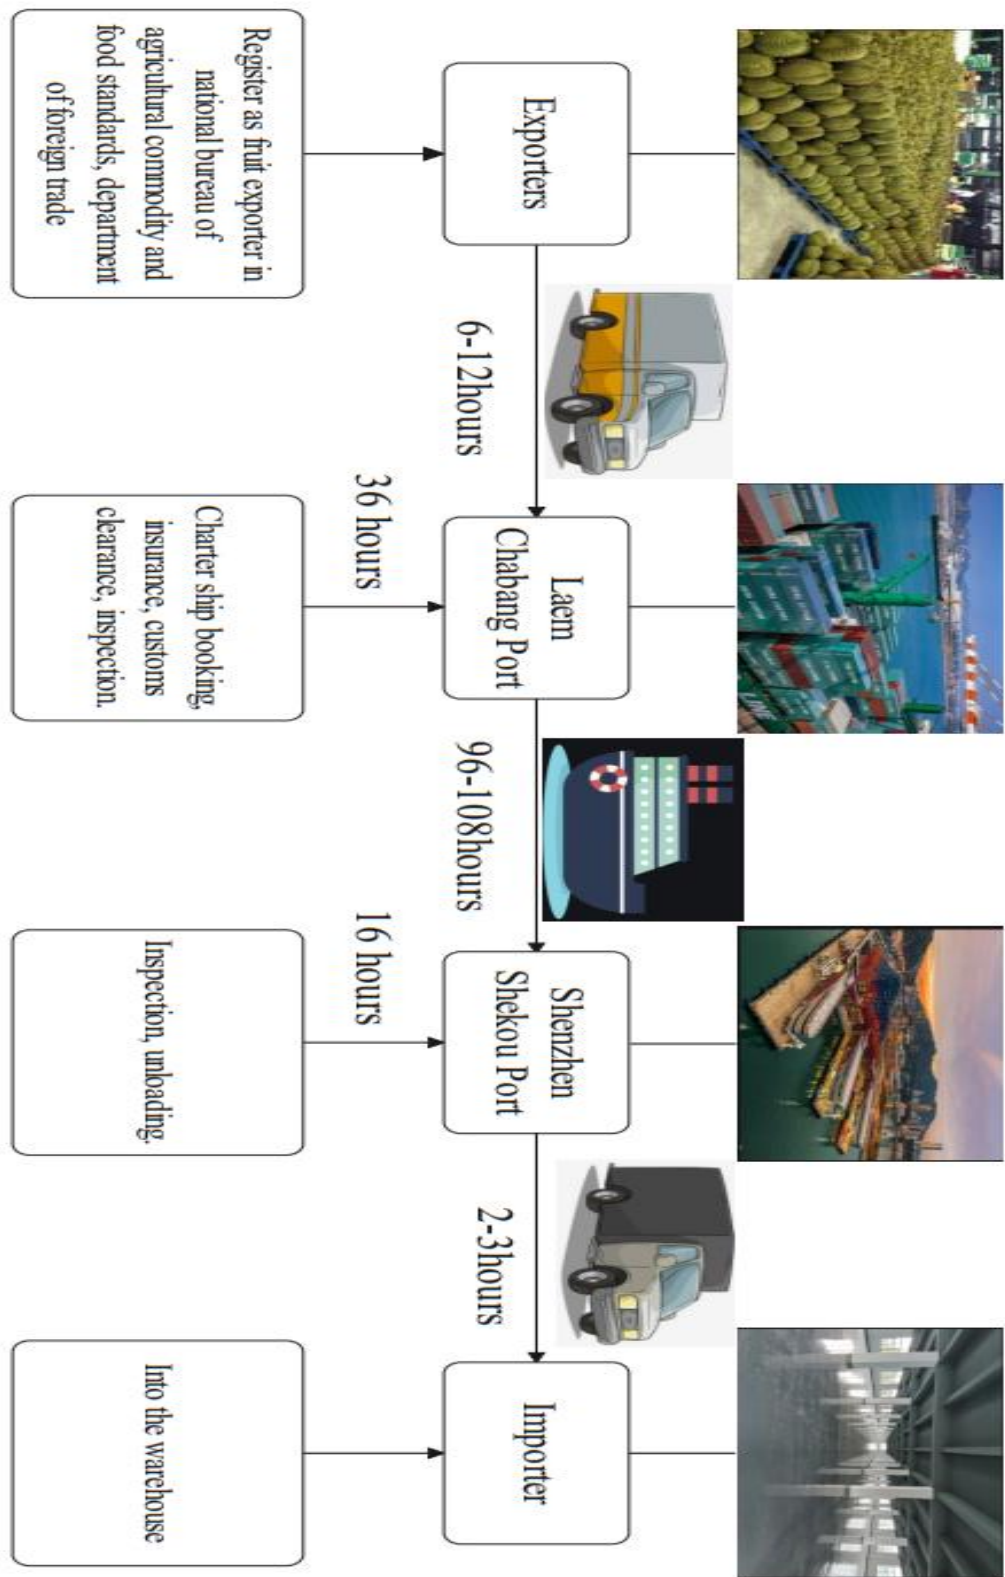 Exporters
6-12hours
Laem
Chabang Port
96-108hours
Shenzhen
Shekou Port
2-3hours
Importer
36 hours
16 hours
Register as fruit exporter in
national bureau of
agricultural commodity and
food standards, department
of foreign trade
Charter ship booking,
insurance, customs
clearance, inspection.
Inspection, unloading.
Into the warehouse